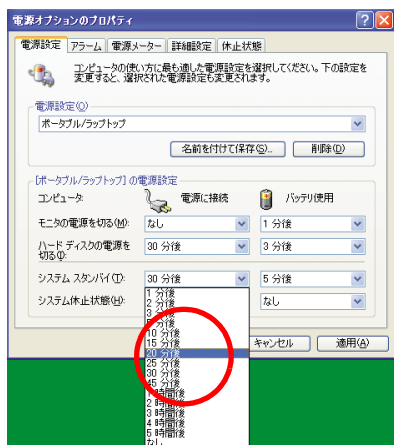 電源オプションのプロパティ
電源設定 アラーム 電源メーター 詳細設定 休止状態
コンピュータの使い方に最も適した電源設定を選択してください。下の設定を
変更すると、選択された電源設定も変更されます。
電源設定(O)
ポータブル/ラップトップ
名前を付けて保存(S)... 削除(D)
[ポータブル/ラップトップ] の電源設定
コンピュータ: 電源に接続 バッテリ使用
モニタの電源を切る(M): なし 1 分後
ハード ディスクの電源を 30 分後 3 分後
切る(I):
システム スタンバイ(T): 30 分後 5 分後
システム休止状態(H): なし
1 分後
2 分後
3 分後
5 分後
10 分後
15 分後
20 分後
25 分後
30 分後
45 分後
1 時間後
2 時間後
3 時間後
4 時間後
5 時間後
なし
キャンセル 適用(A)